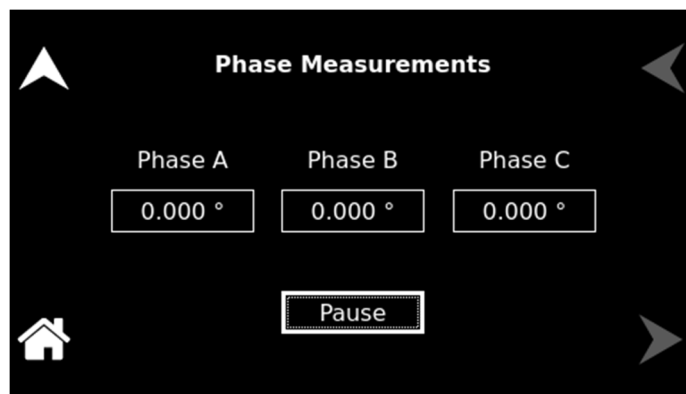 Phase Measurements
Phase A Phase B Phase C
0.000 ° 0.000 ° 0.000 °
Pause